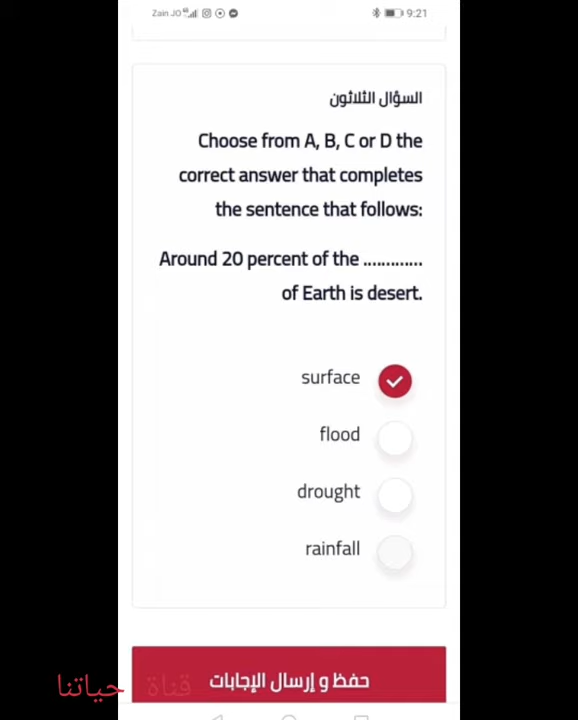 Zain JO 9:21
السؤال الثلاثون
Choose from A, B, C or D the
correct answer that completes
the sentence that follows:
Around 20 percent of the .............
of Earth is desert.
surface
flood
drought
rainfall
حفظ و إرسال الإجابات
قناة حياتنا